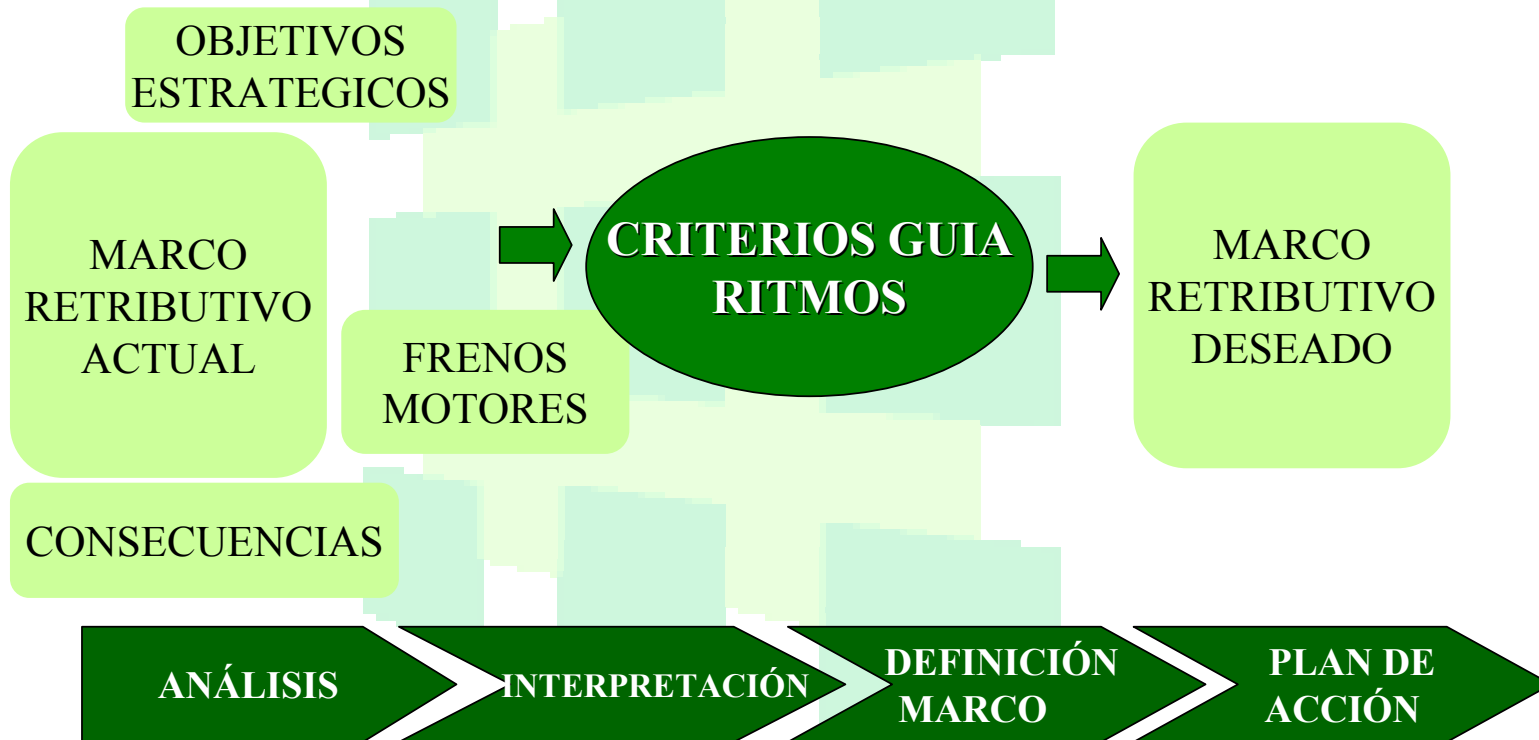 OBJETIVOS
ESTRATEGICOS
MARCO
RETRIBUTIVO
ACTUAL
FRENOS
MOTORES
CONSECUENCIAS
CRITERIOS GUIA
RITMOS
MARCO
RETRIBUTIVO
DESEADO
ANÁLISIS
INTERPRETACIÓN
DEFINICIÓN
MARCO
PLAN DE
ACCIÓN